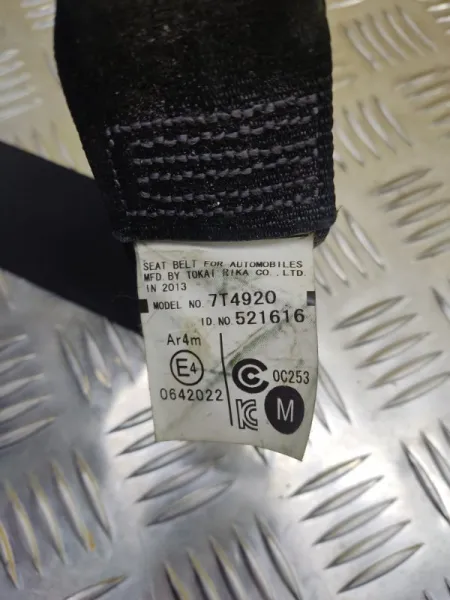 SEAT BELT FOR AUTOMOBILES
MFD. BY TOKAI RIKA CO., LTD.
IN 2013
MODEL NO. 7T4920
ID. NO. 521616
Ar4m
E4
0642022
C 0C253
KC M